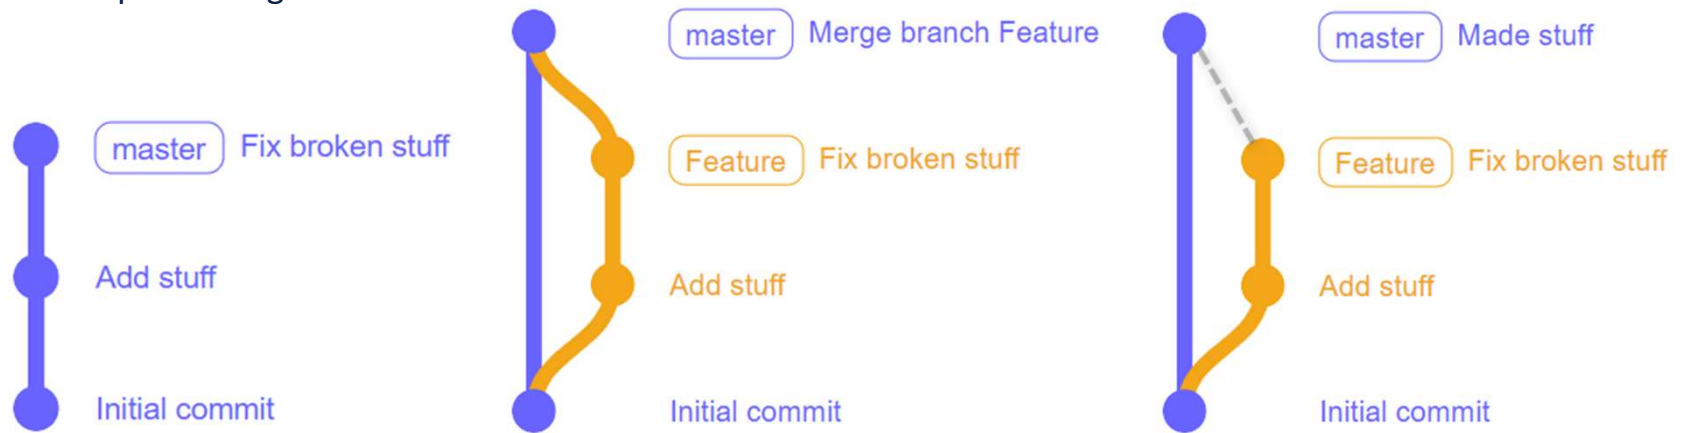 master Fix broken stuff
Add stuff
Initial commit
master Merge branch Feature
Feature Fix broken stuff
Add stuff
Initial commit
master Made stuff
Feature Fix broken stuff
Add stuff
Initial commit